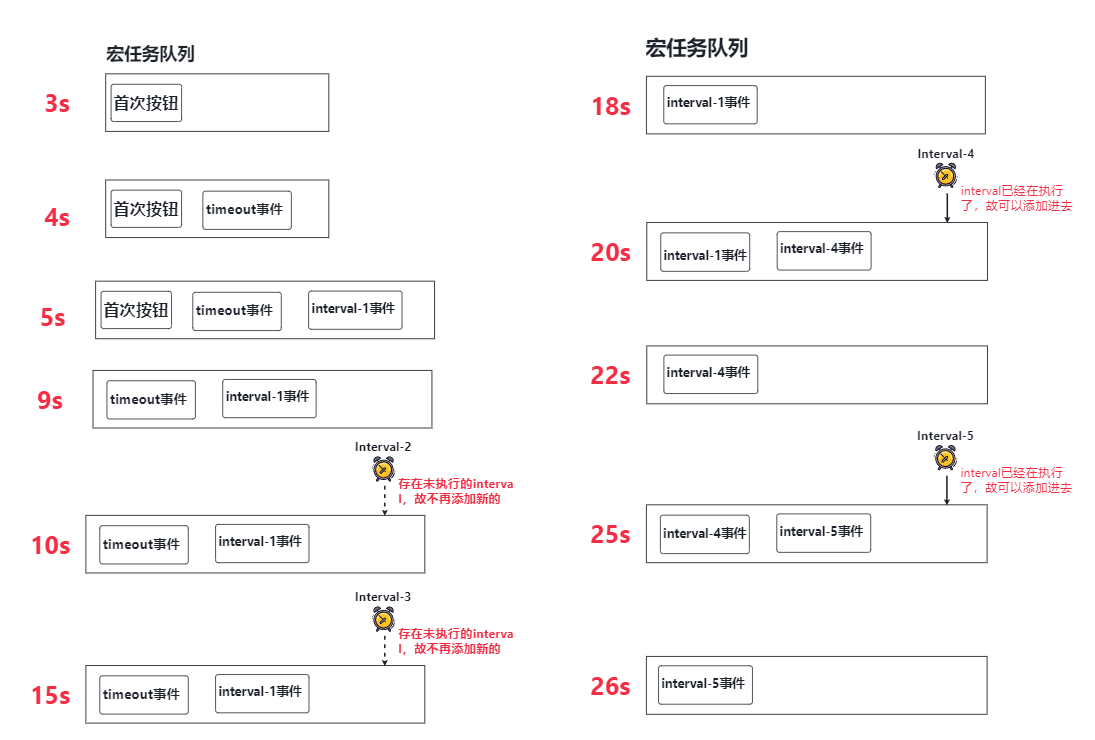 宏任务队列
3s
首次按钮
4s
首次按钮
timeout事件
5s
首次按钮
timeout事件
interval-1事件
9s
timeout事件
interval-1事件
Interval-2
存在未执行的interva
l，故不再添加新的
10s
timeout事件
interval-1事件
Interval-3
存在未执行的interva
l，故不再添加新的
15s
timeout事件
interval-1事件
宏任务队列
18s
interval-1事件
Interval-4
interval已经在执行
了，故可以添加进去
20s
interval-1事件
interval-4事件
22s
interval-4事件
Interval-5
interval已经在执行
了，故可以添加进去
25s
interval-4事件
interval-5事件
26s
interval-5事件